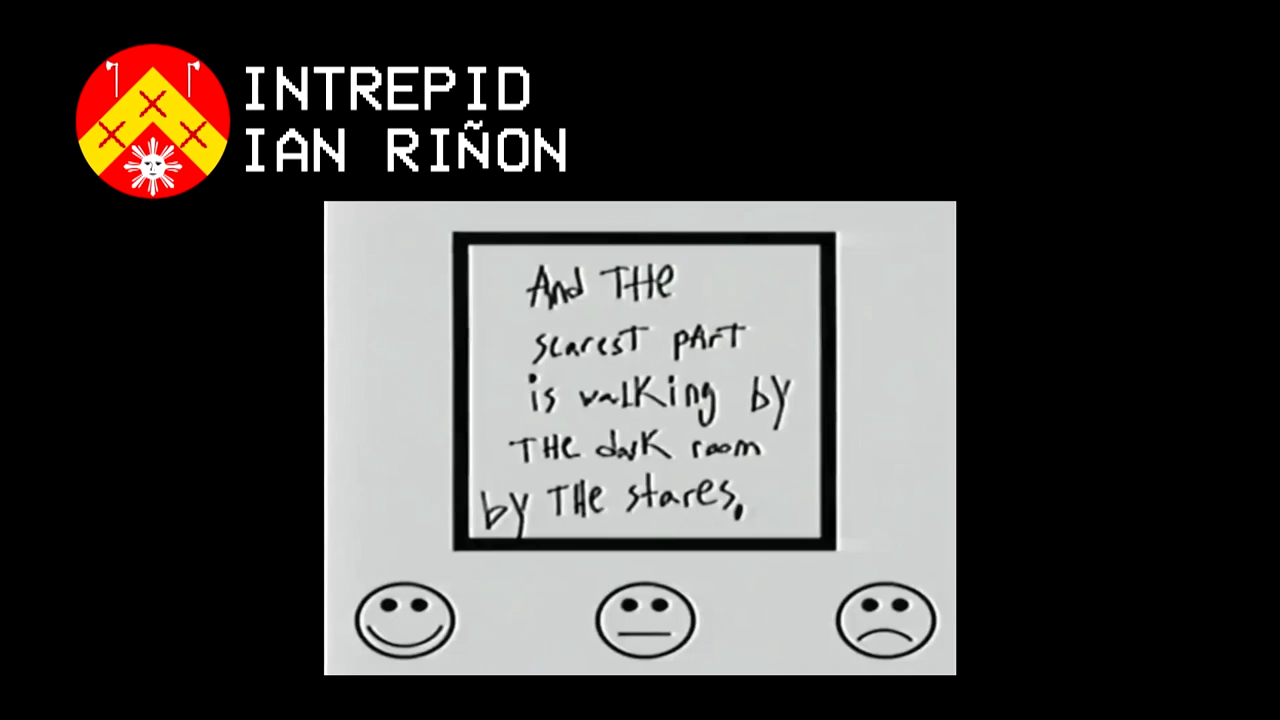 INTREPID
IAN RIÑON
And THe
scarest pArT
is walKing by
THe darK room
by THe stares.